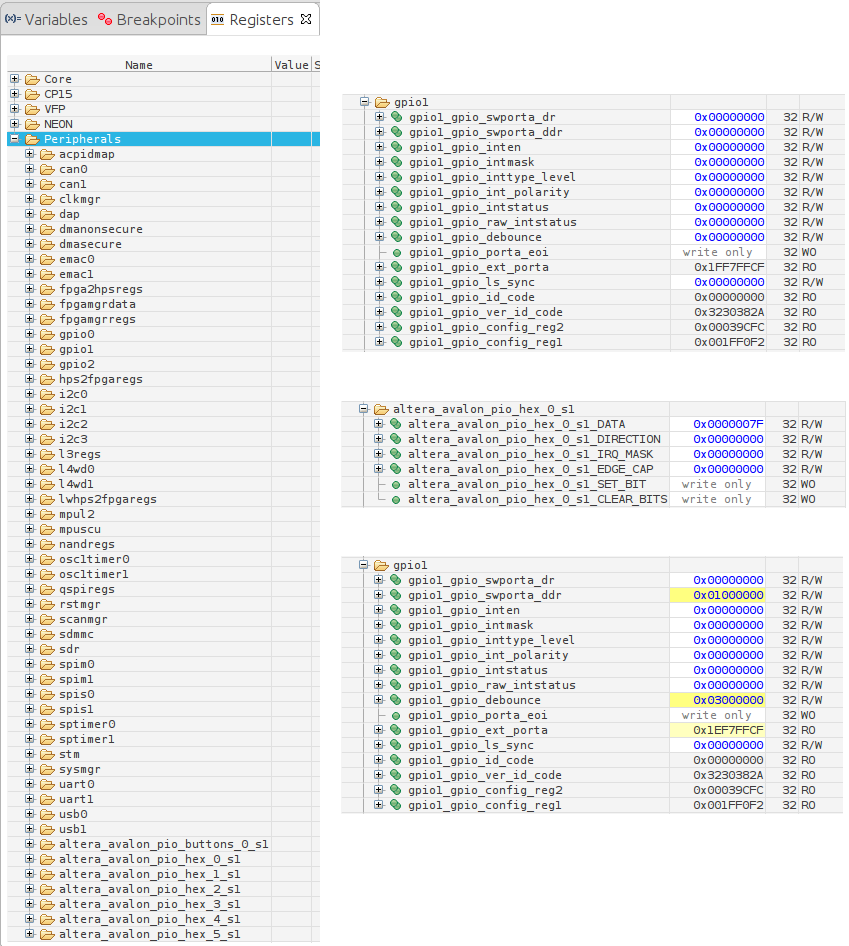 (x)= Variables Breakpoints 010 Registers
Name Value S
Core
CP15
VFP
NEON
Peripherals
acpidmap
can0
can1
clkmgr
dap
dmanonsecure
dmasecure
emac0
emac1
fpga2hpsregs
fpgamgrdata
fpgamgrregs
gpio0
gpio1
gpio2
hps2fpgaregs
i2c0
i2c1
i2c2
i2c3
l3regs
l4wd0
l4wd1
lwhps2fpgaregs
mpul2
mpuscu
nandregs
osc1timer0
osc1timer1
qspiregs
rstmgr
scanmgr
sdmmc
sdr
spim0
spim1
spis0
spis1
sptimer0
sptimer1
stm
sysmgr
uart0
uart1
usb0
usb1
altera_avalon_pio_buttons_0_s1
altera_avalon_pio_hex_0_s1
altera_avalon_pio_hex_1_s1
altera_avalon_pio_hex_2_s1
altera_avalon_pio_hex_3_s1
altera_avalon_pio_hex_4_s1
altera_avalon_pio_hex_5_s1
gpio1
gpio1_gpio_swporta_dr 0x00000000 32 R/W
gpio1_gpio_swporta_ddr 0x00000000 32 R/W
gpio1_gpio_inten 0x00000000 32 R/W
gpio1_gpio_intmask 0x00000000 32 R/W
gpio1_gpio_inttype_level 0x00000000 32 R/W
gpio1_gpio_int_polarity 0x00000000 32 R/W
gpio1_gpio_intstatus 0x00000000 32 R/W
gpio1_gpio_raw_intstatus 0x00000000 32 R/W
gpio1_gpio_debounce 0x00000000 32 R/W
gpio1_gpio_porta_eoi write only 32 WO
gpio1_gpio_ext_porta 0x1FF7FFCF 32 RO
gpio1_gpio_ls_sync 0x00000000 32 R/W
gpio1_gpio_id_code 0x00000000 32 RO
gpio1_gpio_ver_id_code 0x3230382A 32 RO
gpio1_gpio_config_reg2 0x00039CFC 32 RO
gpio1_gpio_config_reg1 0x001FF0F2 32 RO
altera_avalon_pio_hex_0_s1
altera_avalon_pio_hex_0_s1_DATA 0x0000007F 32 R/W
altera_avalon_pio_hex_0_s1_DIRECTION 0x00000000 32 R/W
altera_avalon_pio_hex_0_s1_IRQ_MASK 0x00000000 32 R/W
altera_avalon_pio_hex_0_s1_EDGE_CAP 0x00000000 32 R/W
altera_avalon_pio_hex_0_s1_SET_BIT write only 32 WO
altera_avalon_pio_hex_0_s1_CLEAR_BITS write only 32 WO
gpio1
gpio1_gpio_swporta_dr 0x00000000 32 R/W
gpio1_gpio_swporta_ddr 0x01000000 32 R/W
gpio1_gpio_inten 0x00000000 32 R/W
gpio1_gpio_intmask 0x00000000 32 R/W
gpio1_gpio_inttype_level 0x00000000 32 R/W
gpio1_gpio_int_polarity 0x00000000 32 R/W
gpio1_gpio_intstatus 0x00000000 32 R/W
gpio1_gpio_raw_intstatus 0x00000000 32 R/W
gpio1_gpio_debounce 0x03000000 32 R/W
gpio1_gpio_porta_eoi write only 32 WO
gpio1_gpio_ext_porta 0x1EF7FFCF 32 RO
gpio1_gpio_ls_sync 0x00000000 32 R/W
gpio1_gpio_id_code 0x00000000 32 RO
gpio1_gpio_ver_id_code 0x3230382A 32 RO
gpio1_gpio_config_reg2 0x00039CFC 32 RO
gpio1_gpio_config_reg1 0x001FF0F2 32 RO